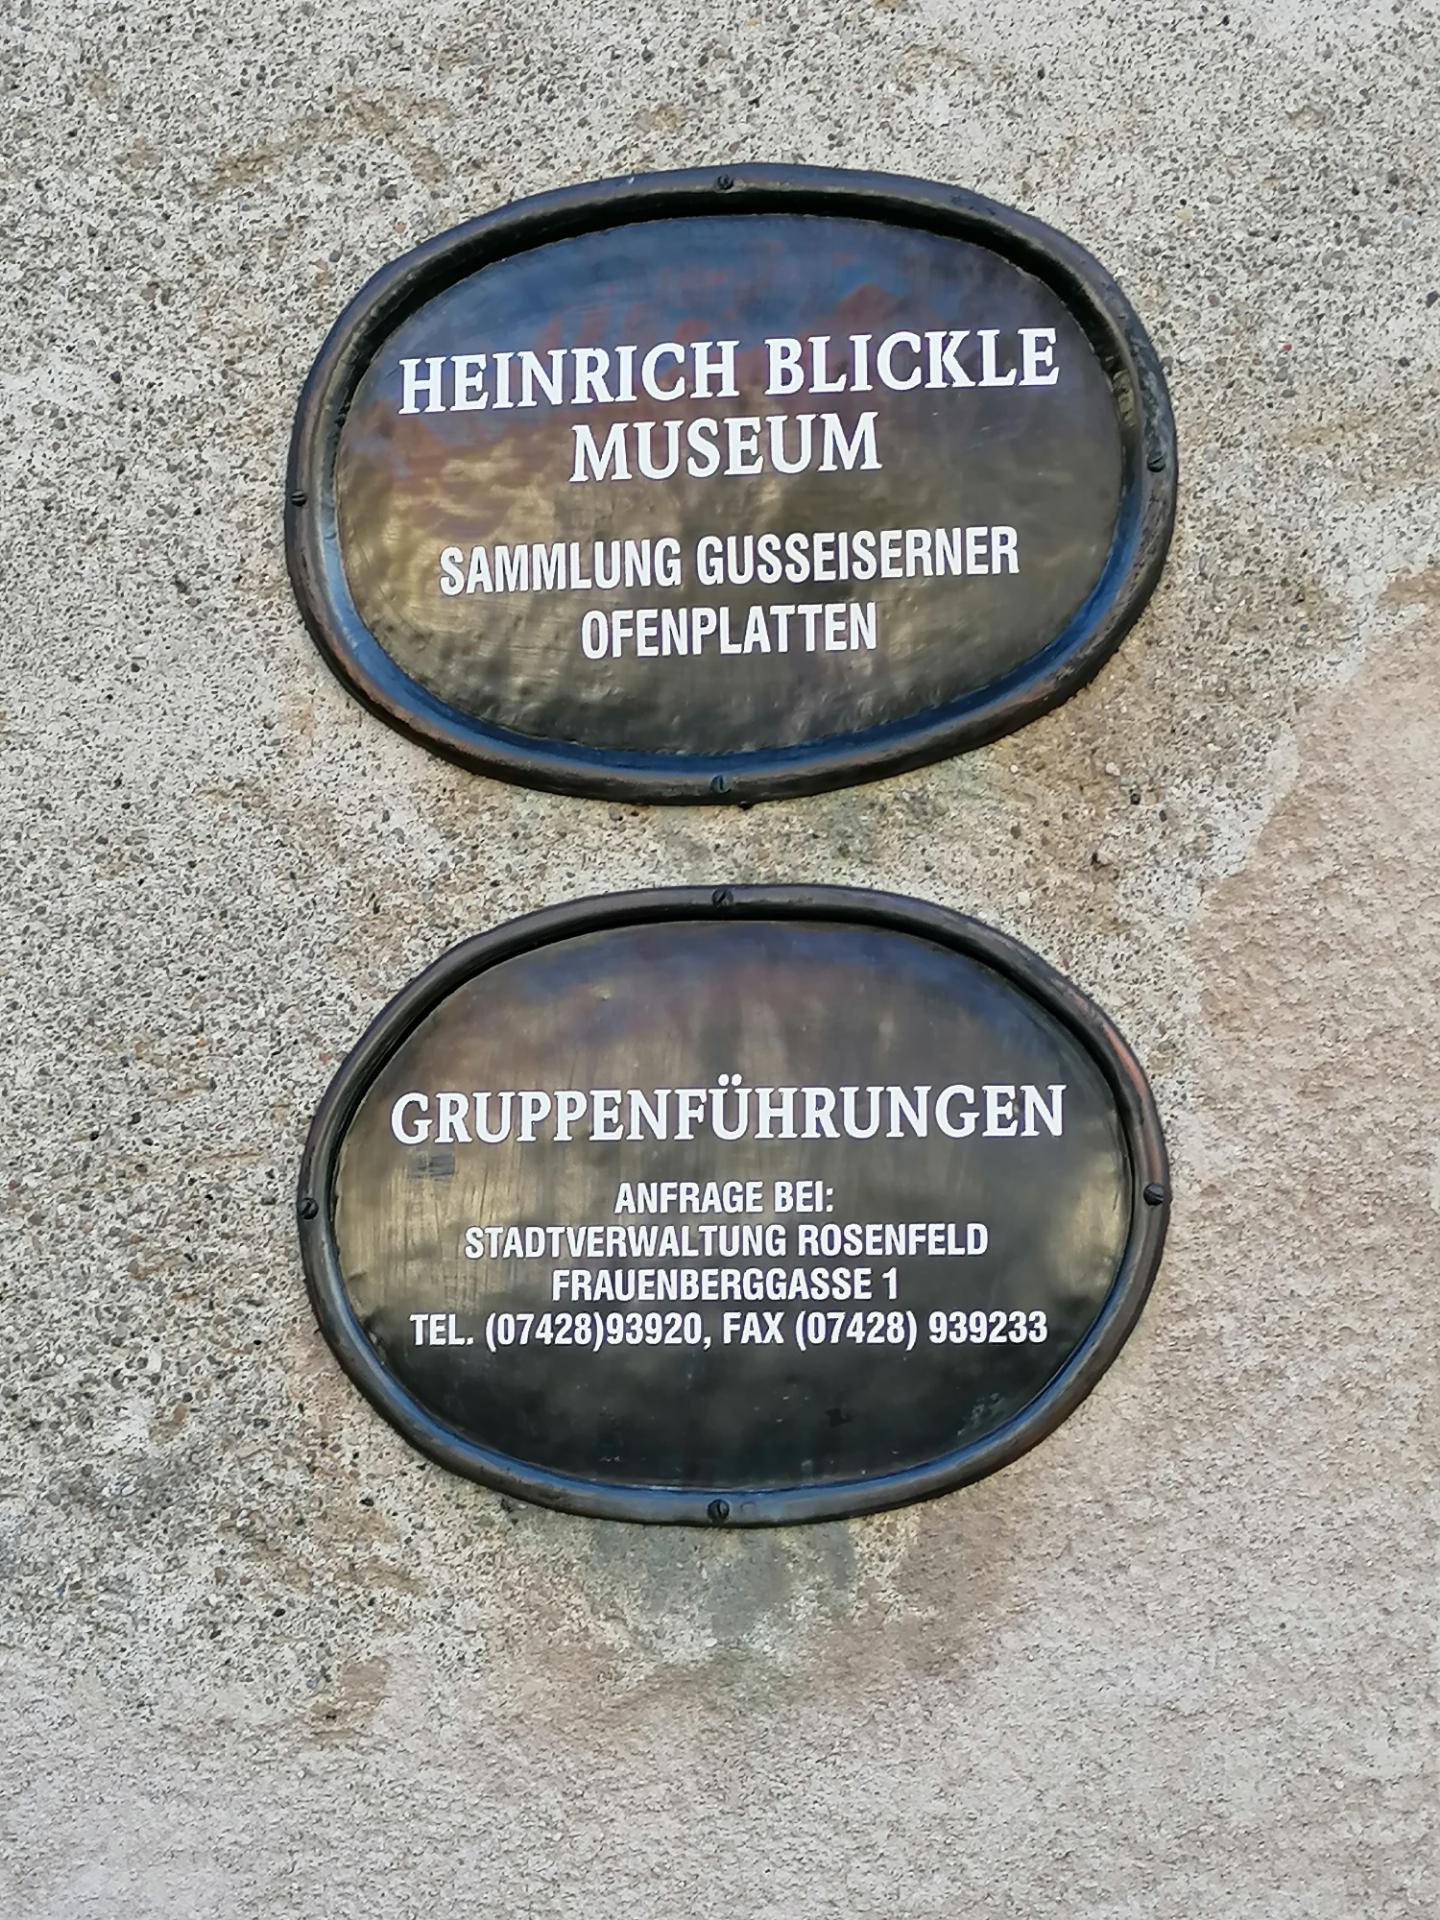 HEINRICH BLICKLE
MUSEUM
SAMMLUNG GUSSEISERNER
OFENPLATTEN
GRUPPENFÜHRUNGEN
ANFRAGE BEI:
STADTVERWALTUNG ROSENFELD
FRAUENBERGGASSE 1
TEL. (07428)93920, FAX (07428) 939233